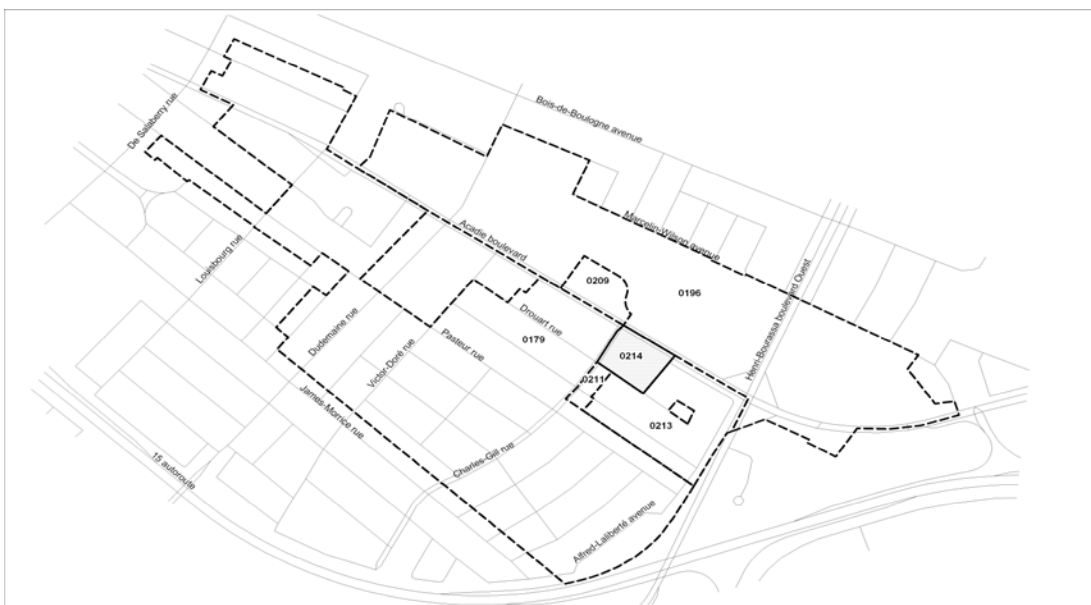 Bois-de-Boulogne avenue
De Salaberry rue
Marcelin-Wilson avenue
Acadie boulevard
Louisbourg rue
Henri-Bourassa boulevard Ouest
0209
0196
Drouart rue
Dudemaine rue
0179
Pasteur rue
Victor-Doré rue
0214
0211
James-Morrice rue
0213
Charles-Gill rue
15 autoroute
Alfred-Laliberté avenue